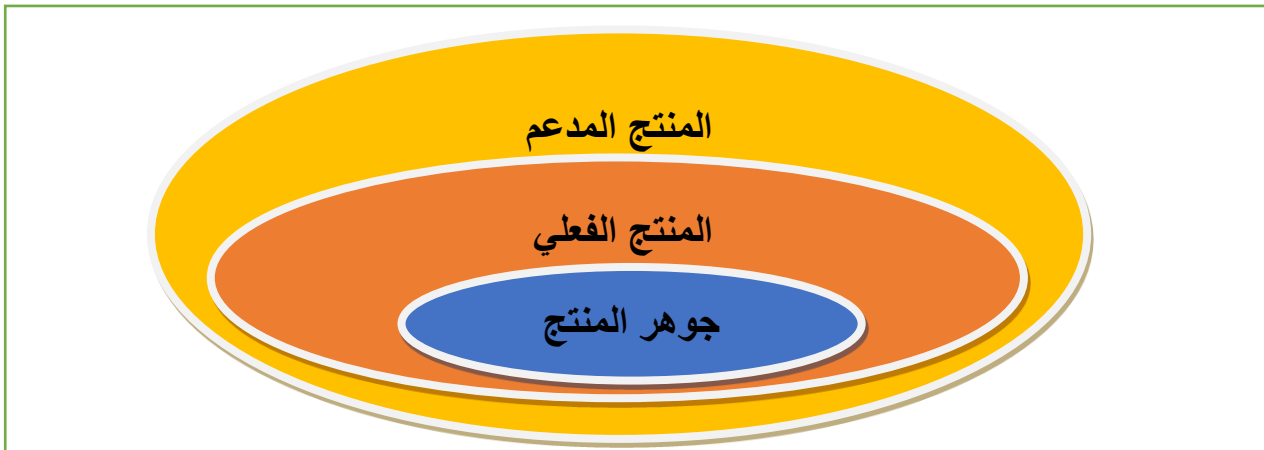 المنتج المدعم
المنتج الفعلي
جوهر المنتج